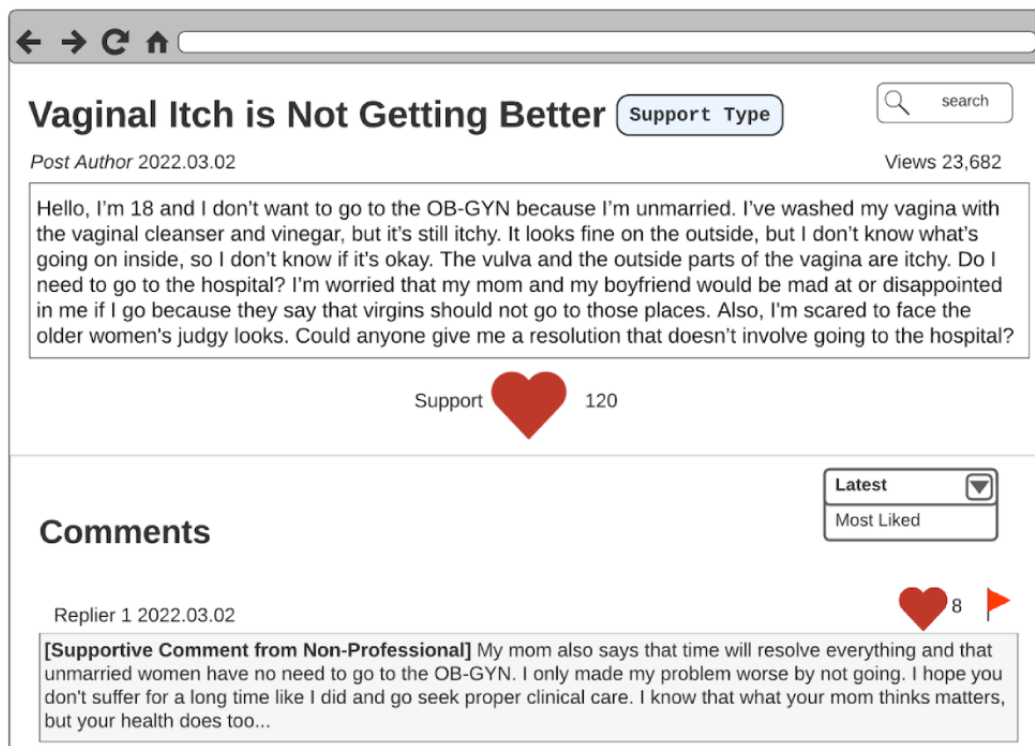 Vaginal Itch is Not Getting Better Support Type search
Post Author 2022.03.02 Views 23,682
Hello, I'm 18 and I don't want to go to the OB-GYN because I'm unmarried. I've washed my vagina with
the vaginal cleanser and vinegar, but it's still itchy. It looks fine on the outside, but I don't know what's
going on inside, so I don't know if it's okay. The vulva and the outside parts of the vagina are itchy. Do I
need to go to the hospital? I'm worried that my mom and my boyfriend would be mad at or disappointed
in me if I go because they say that virgins should not go to those places. Also, I'm scared to face the
older women's judgy looks. Could anyone give me a resolution that doesn't involve going to the hospital?
Support 120
Latest
Most Liked
Comments
Replier 1 2022.03.02 8
[Supportive Comment from Non-Professional] My mom also says that time will resolve everything and that
unmarried women have no need to go to the OB-GYN. I only made my problem worse by not going. I hope you
don't suffer for a long time like I did and go seek proper clinical care. I know that what your mom thinks matters,
but your health does too...